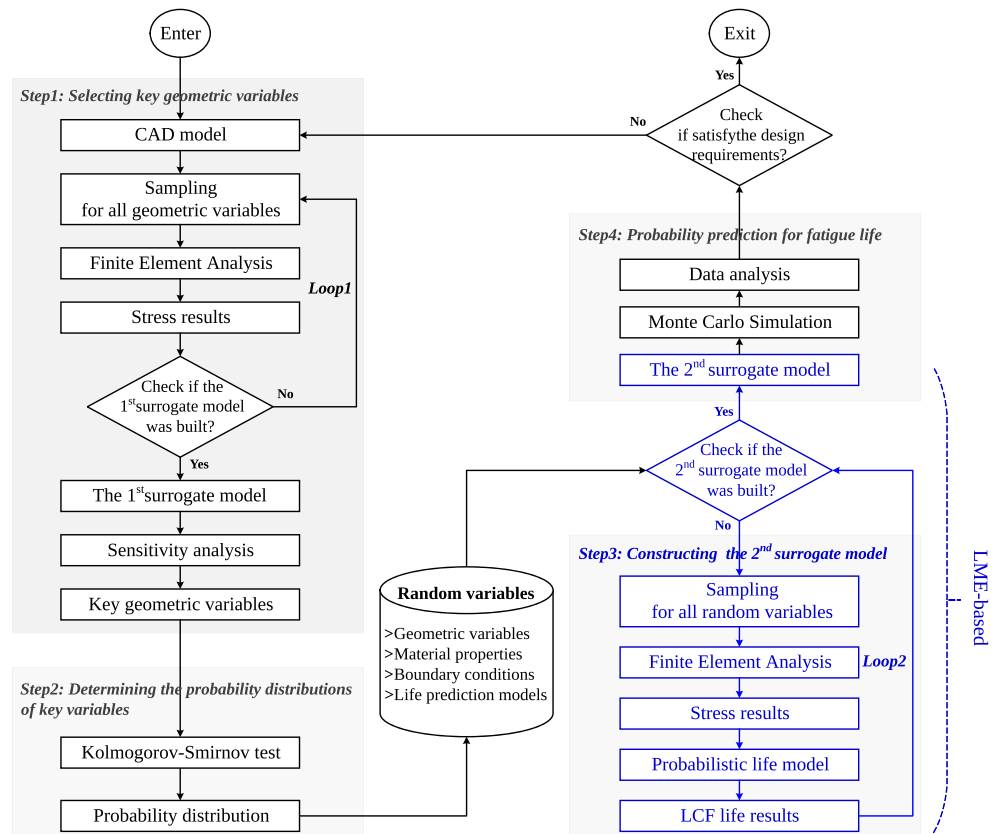 Enter
Step1: Selecting key geometric variables
CAD model
Sampling
for all geometric variables
Finite Element Analysis
Loop1
Stress results
Check if the
1st surrogate model
was built?
No
Yes
The 1st surrogate model
Sensitivity analysis
Key geometric variables
Step2: Determining the probability distributions
of key variables
Kolmogorov-Smirnov test
Probability distribution
Random variables
>Geometric variables
>Material properties
>Boundary conditions
>Life prediction models
Exit
Yes
Check
if satisfythe design
requirements?
No
Step4: Probability prediction for fatigue life
Data analysis
Monte Carlo Simulation
The 2nd surrogate model
Yes
Check if the
2nd surrogate model
was built?
No
Step3: Constructing the 2nd surrogate model
Sampling
for all random variables
Finite Element Analysis
Loop2
Stress results
Probabilistic life model
LCF life results
LME-based